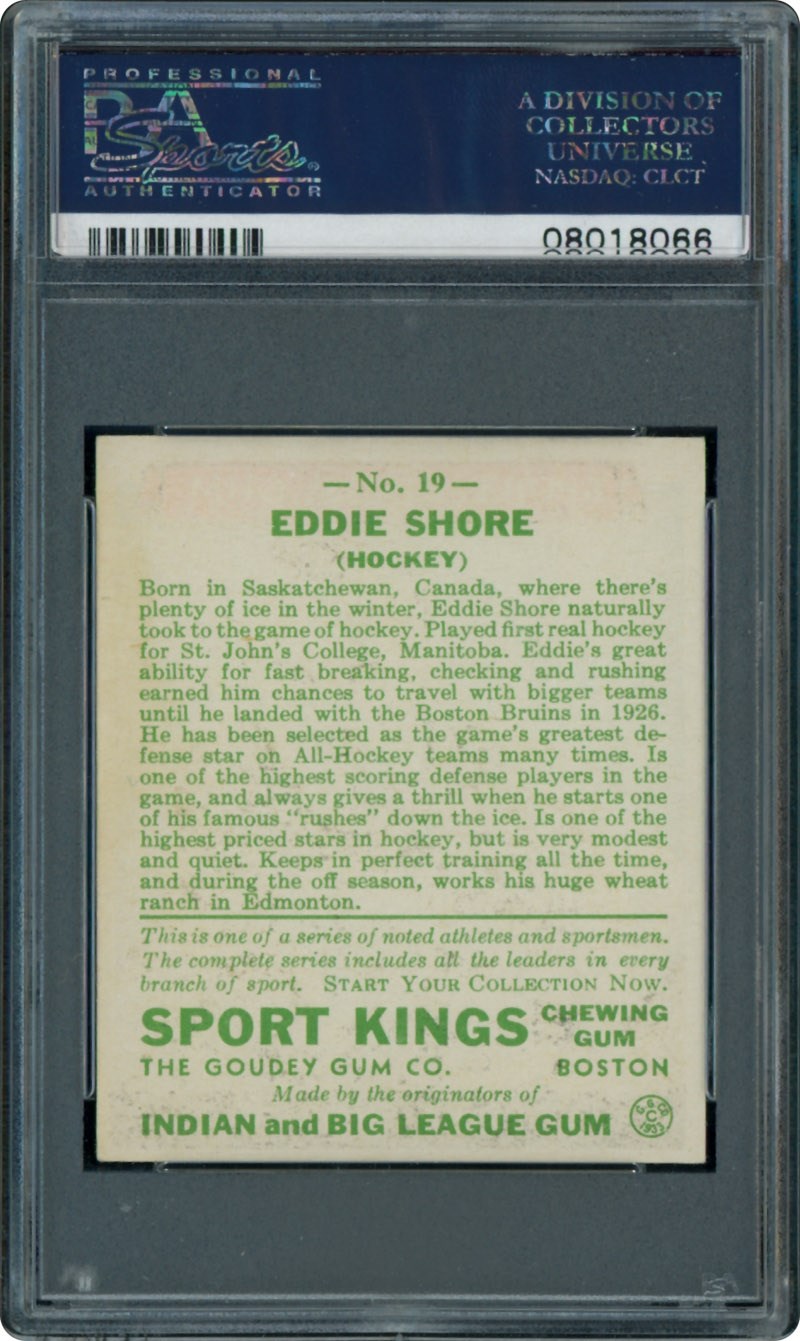 PROFESSIONAL
PSA
Sports®
AUTHENTICATOR
A DIVISION OF
COLLECTORS
UNIVERSE
NASDAQ: CLCT
08018066
—No. 19—
EDDIE SHORE
(HOCKEY)
Born in Saskatchewan, Canada, where there's
plenty of ice in the winter, Eddie Shore naturally
took to the game of hockey. Played first real hockey
for St. John's College, Manitoba. Eddie's great
ability for fast breaking, checking and rushing
earned him chances to travel with bigger teams
until he landed with the Boston Bruins in 1926.
He has been selected as the game's greatest de-
fense star on All-Hockey teams many times. Is
one of the highest scoring defense players in the
game, and always gives a thrill when he starts one
of his famous "rushes" down the ice. Is one of the
highest priced stars in hockey, but is very modest
and quiet. Keeps in perfect training all the time,
and during the off season, works his huge wheat
ranch in Edmonton.
This is one of a series of noted athletes and sportsmen.
The complete series includes all the leaders in every
branch of sport. START YOUR COLLECTION NOW.
SPORT KINGS CHEWING GUM
THE GOUDEY GUM CO. BOSTON
Made by the originators of
INDIAN and BIG LEAGUE GUM
G. G. CO.
C
1933